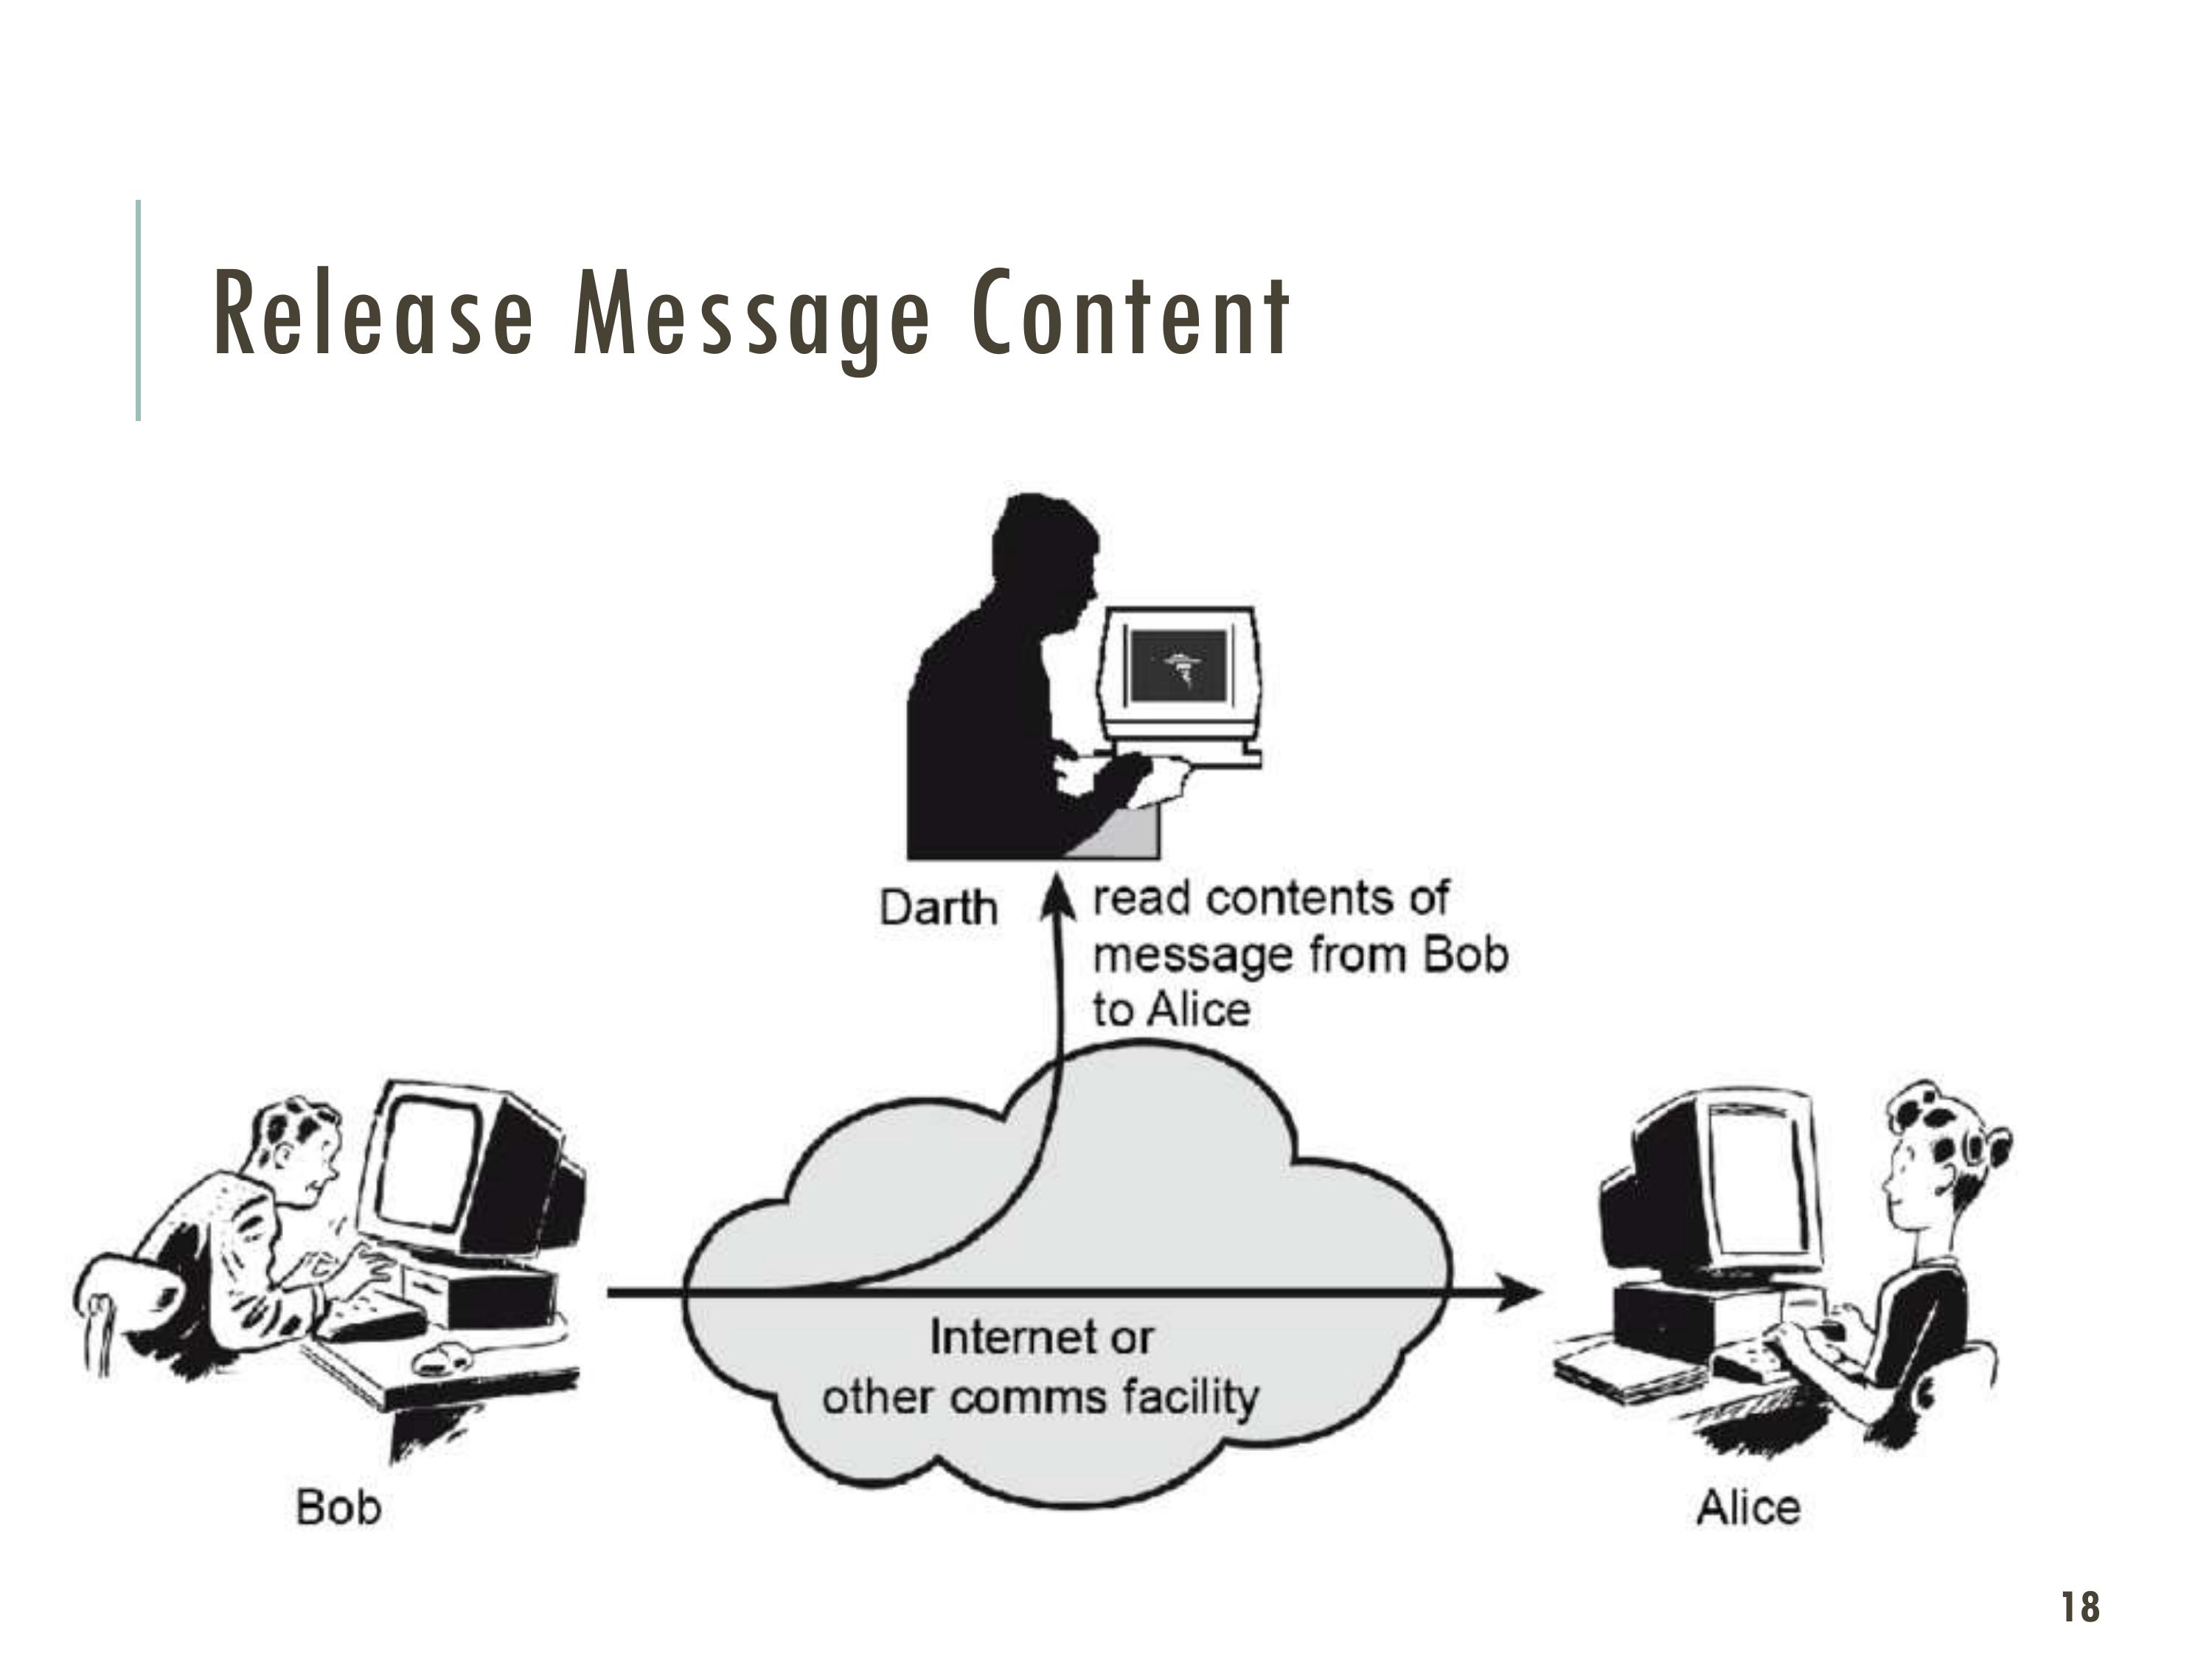 Release Message Content
Darth
read contents of
message from Bob
to Alice
Internet or
other comms facility
Bob
Alice
18